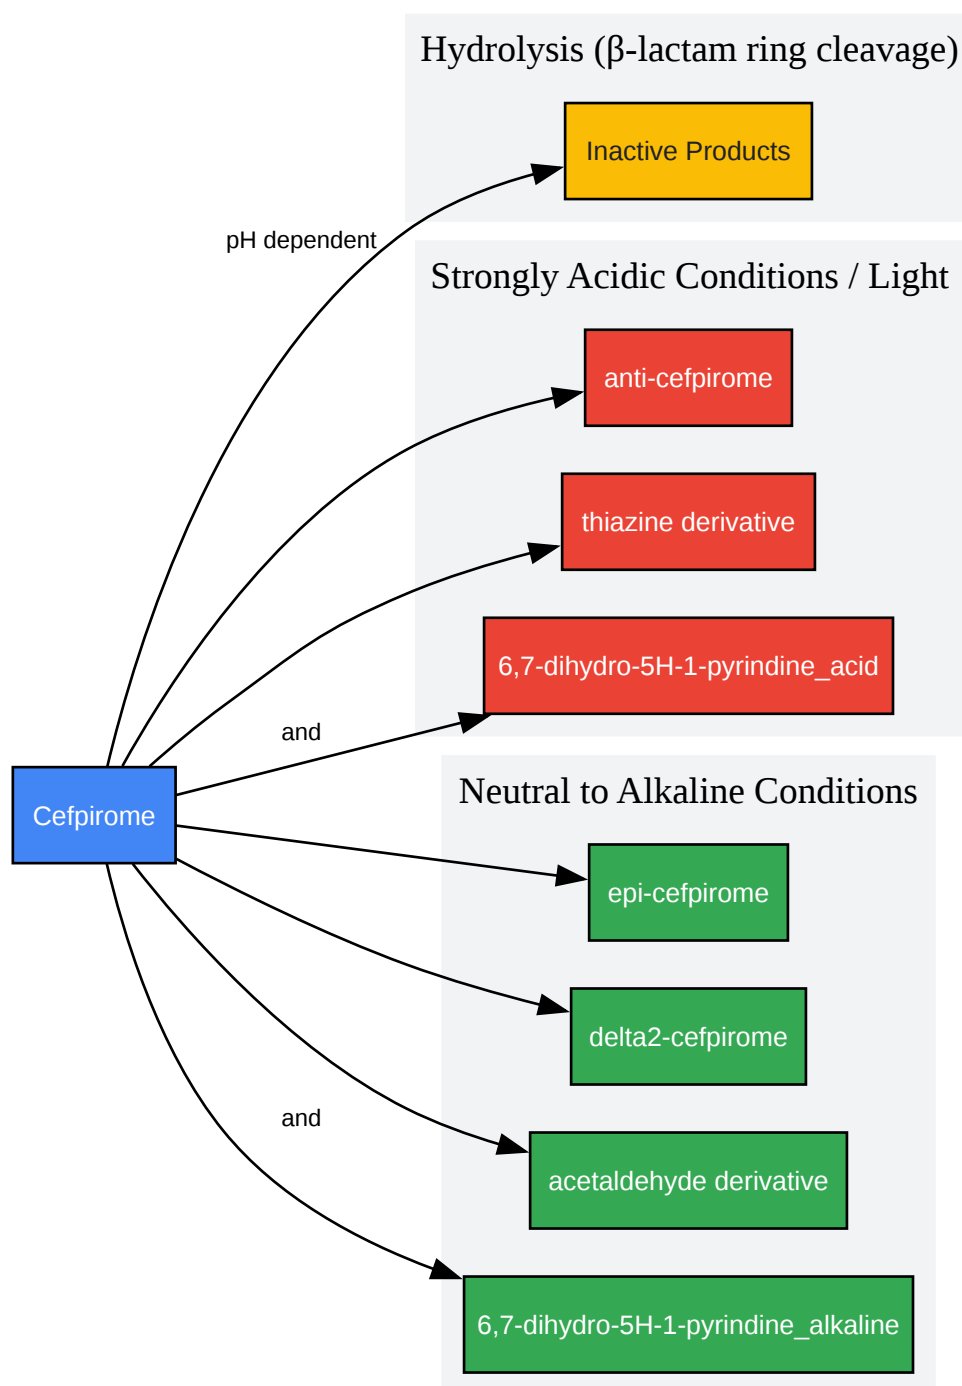 Hydrolysis (β-lactam ring cleavage)
Inactive Products
pH dependent
Strongly Acidic Conditions / Light
anti-cefpirome
thiazine derivative
6,7-dihydro-5H-1-pyrindine_acid
and
Cefpirome
Neutral to Alkaline Conditions
epi-cefpirome
delta2-cefpirome
and
acetaldehyde derivative
6,7-dihydro-5H-1-pyrindine_alkaline